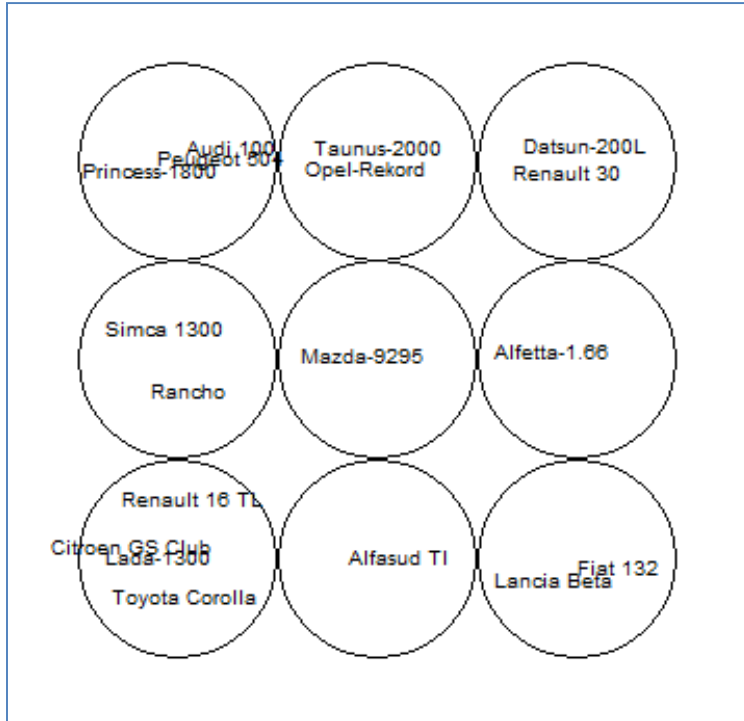 Audi 100
Peugeot 504
Princess-1800
Taunus-2000
Opel-Rekord
Datsun-200L
Renault 30
Simca 1300
Rancho
Mazda-9295
Alfetta-1.66
Renault 16 TL
Citroen GS Club
Lada-1300
Toyota Corolla
Alfasud TI
Fiat 132
Lancia Beta